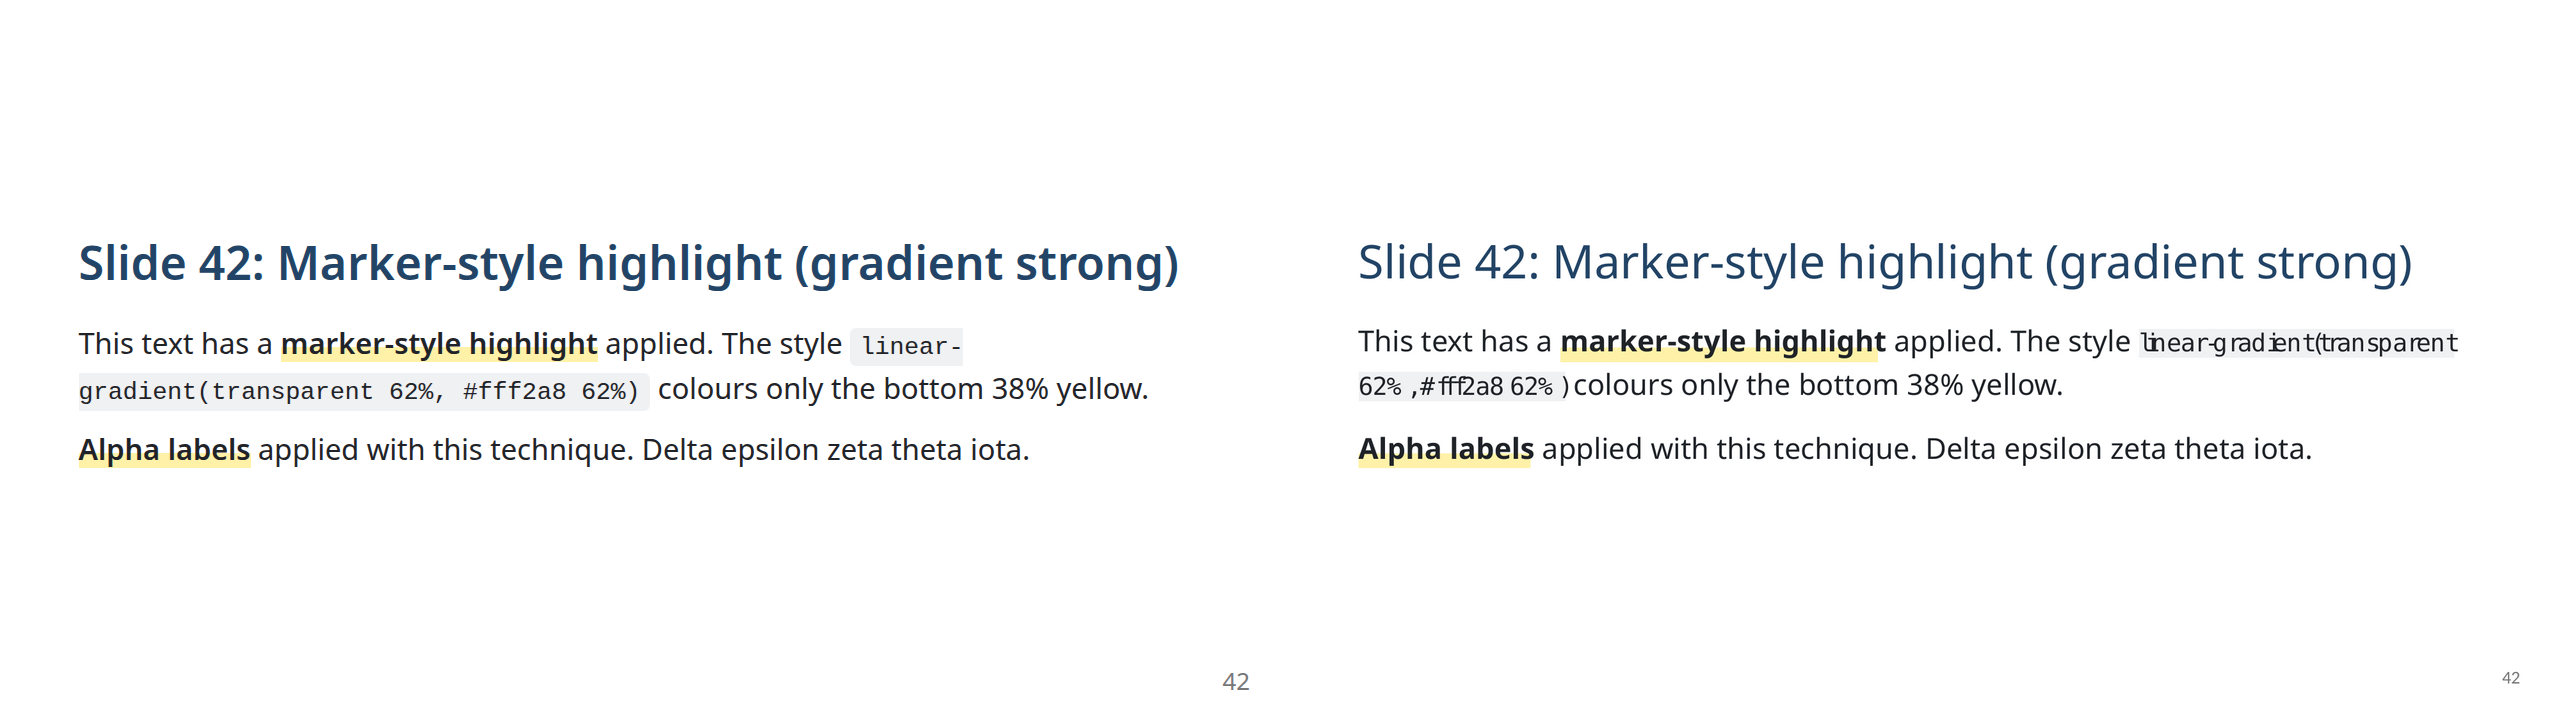 Slide 42: Marker-style highlight (gradient strong)
This text has a marker-style highlight applied. The style linear-
gradient(transparent 62%, #fff2a8 62%) colours only the bottom 38% yellow.
Alpha labels applied with this technique. Delta epsilon zeta theta iota.
42
Slide 42: Marker-style highlight (gradient strong)
This text has a marker-style highlight applied. The style linear-gradient(transparent
62% ,#fff2a8 62% )colours only the bottom 38% yellow.
Alpha labels applied with this technique. Delta epsilon zeta theta iota.
42